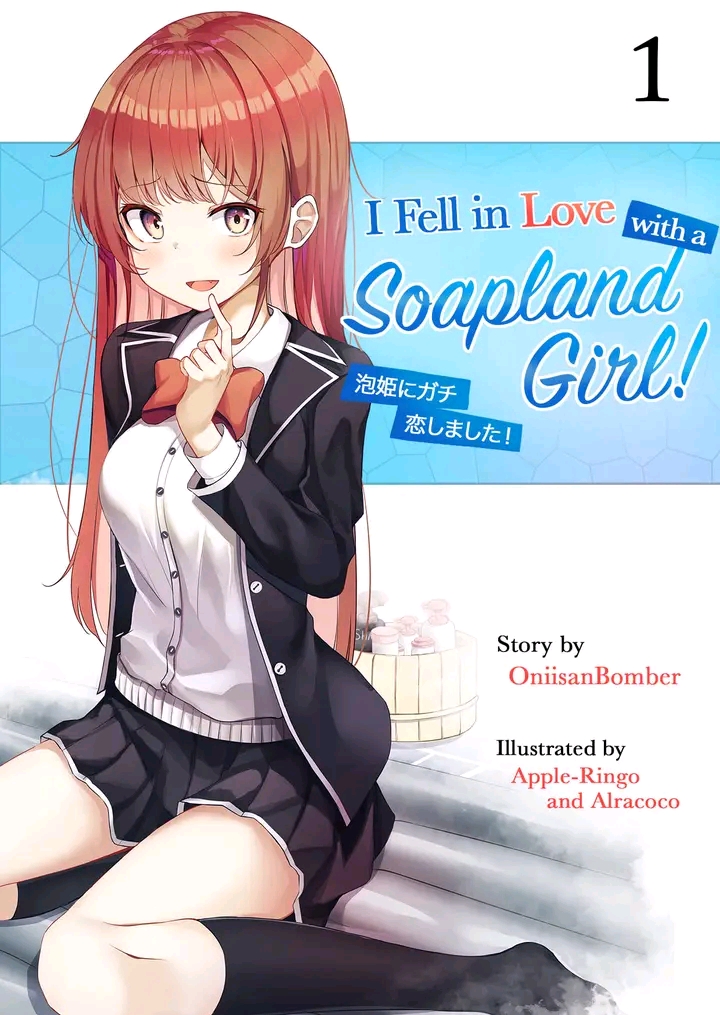 1
I Fell in Love with a
Soapland
Girl!
泡姫にガチ
恋しました！
Story by
OniisanBomber
Illustrated by
Apple-Ringo
and Alracoco